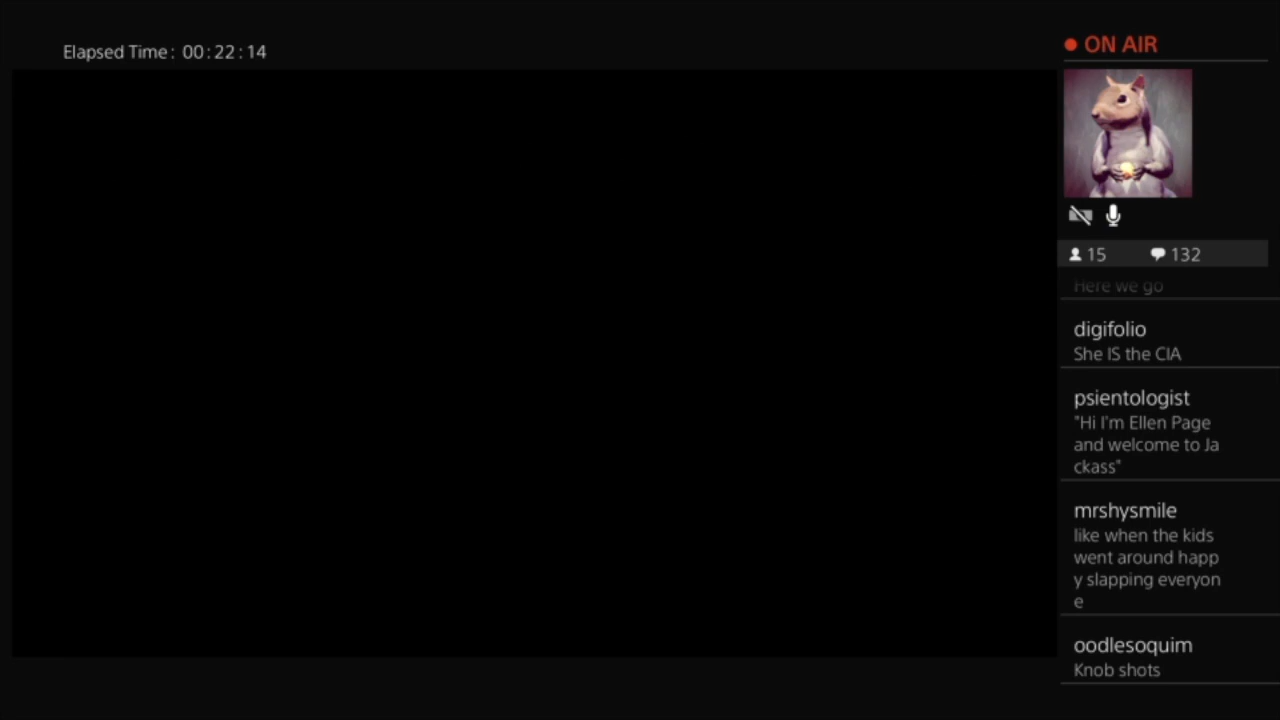 Elapsed Time: 00:22:14
ON AIR
15 132
Here we go
digifolio
She IS the CIA
psientologist
"Hi I'm Ellen Page
and welcome to Ja
ckass"
mrshysmile
like when the kids
went around happ
y slapping everyon
e
oodlesoquim
Knob shots